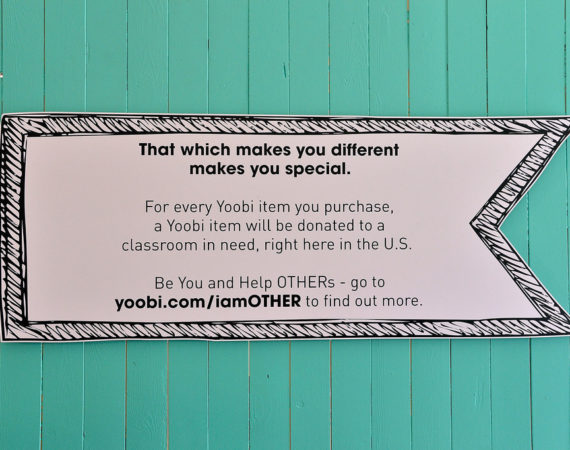 That which makes you different
makes you special.
For every Yoobi item you purchase,
a Yoobi item will be donated to a
classroom in need, right here in the U.S.
Be You and Help OTHERs - go to
yoobi.com/iamOTHER to find out more.